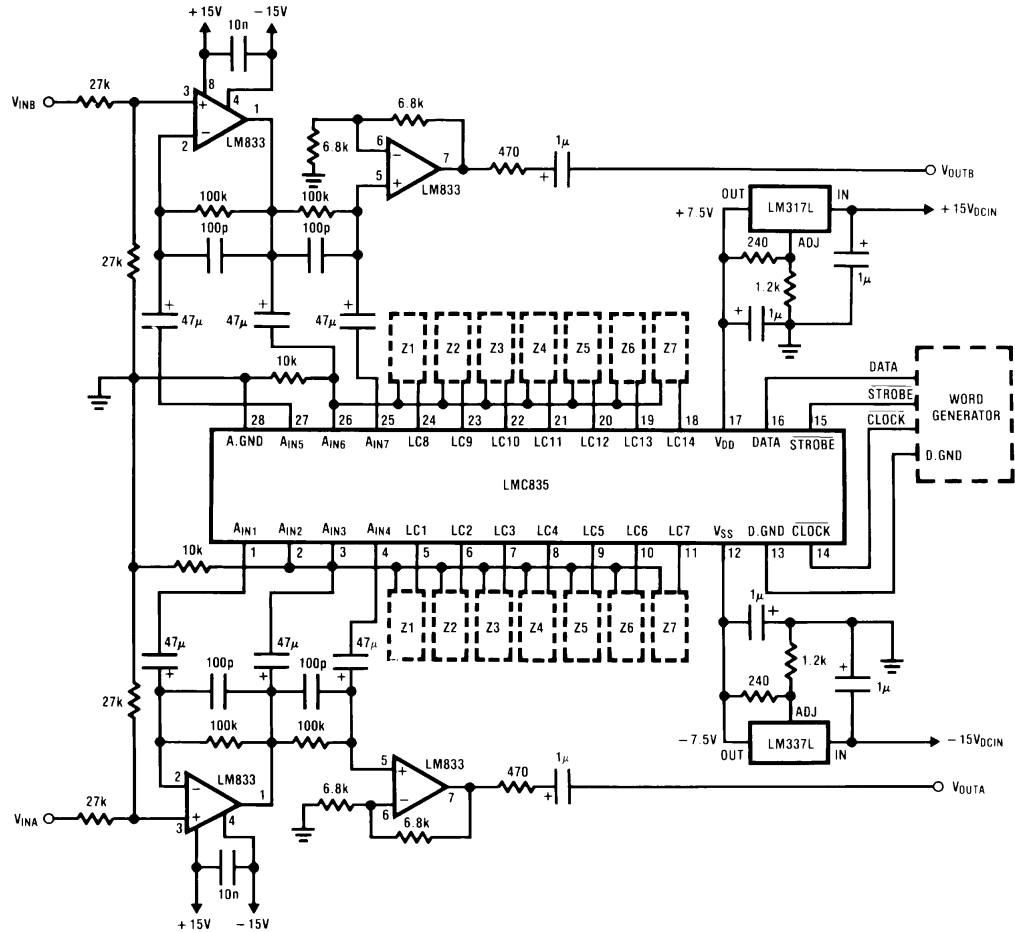 +15V -15V
10n
27k
V_INB
3 8 4 1
+
-
2
LM833
6.8k
6.8k
6
-
7
5
+
LM833
470
1μ
+
V_OUTB
100k 100k
100p 100p
27k
OUT LM317L IN
+7.5V
+15V_DCIN
240
ADJ
1.2k
+
1μ
+ 1μ
+ + +
47μ 47μ 47μ
10k
Z1 Z2 Z3 Z4 Z5 Z6 Z7
DATA
STROBE
CLOCK
D.GND
WORD
GENERATOR
28 27 26 25 24 23 22 21 20 19 18 17 16 15
A.GND A_IN5 A_IN6 A_IN7 LC8 LC9 LC10 LC11 LC12 LC13 LC14 V_DD DATA STROBE
LMC835
A_IN1 A_IN2 A_IN3 A_IN4 LC1 LC2 LC3 LC4 LC5 LC6 LC7 V_SS D.GND CLOCK
1 2 3 4 5 6 7 8 9 10 11 12 13 14
10k
Z1 Z2 Z3 Z4 Z5 Z6 Z7
1μ
+
47μ 47μ 47μ
+ + +
100p 100p
27k
100k 100k
1.2k
+
1μ
240
ADJ
-7.5V
OUT LM337L IN
-15V_DCIN
LM833
2
-
1
+
3 4
27k
V_INA
5
+
LM833
7
-
6
6.8k
6.8k
470
1μ
+
V_OUTA
10n
+15V -15V